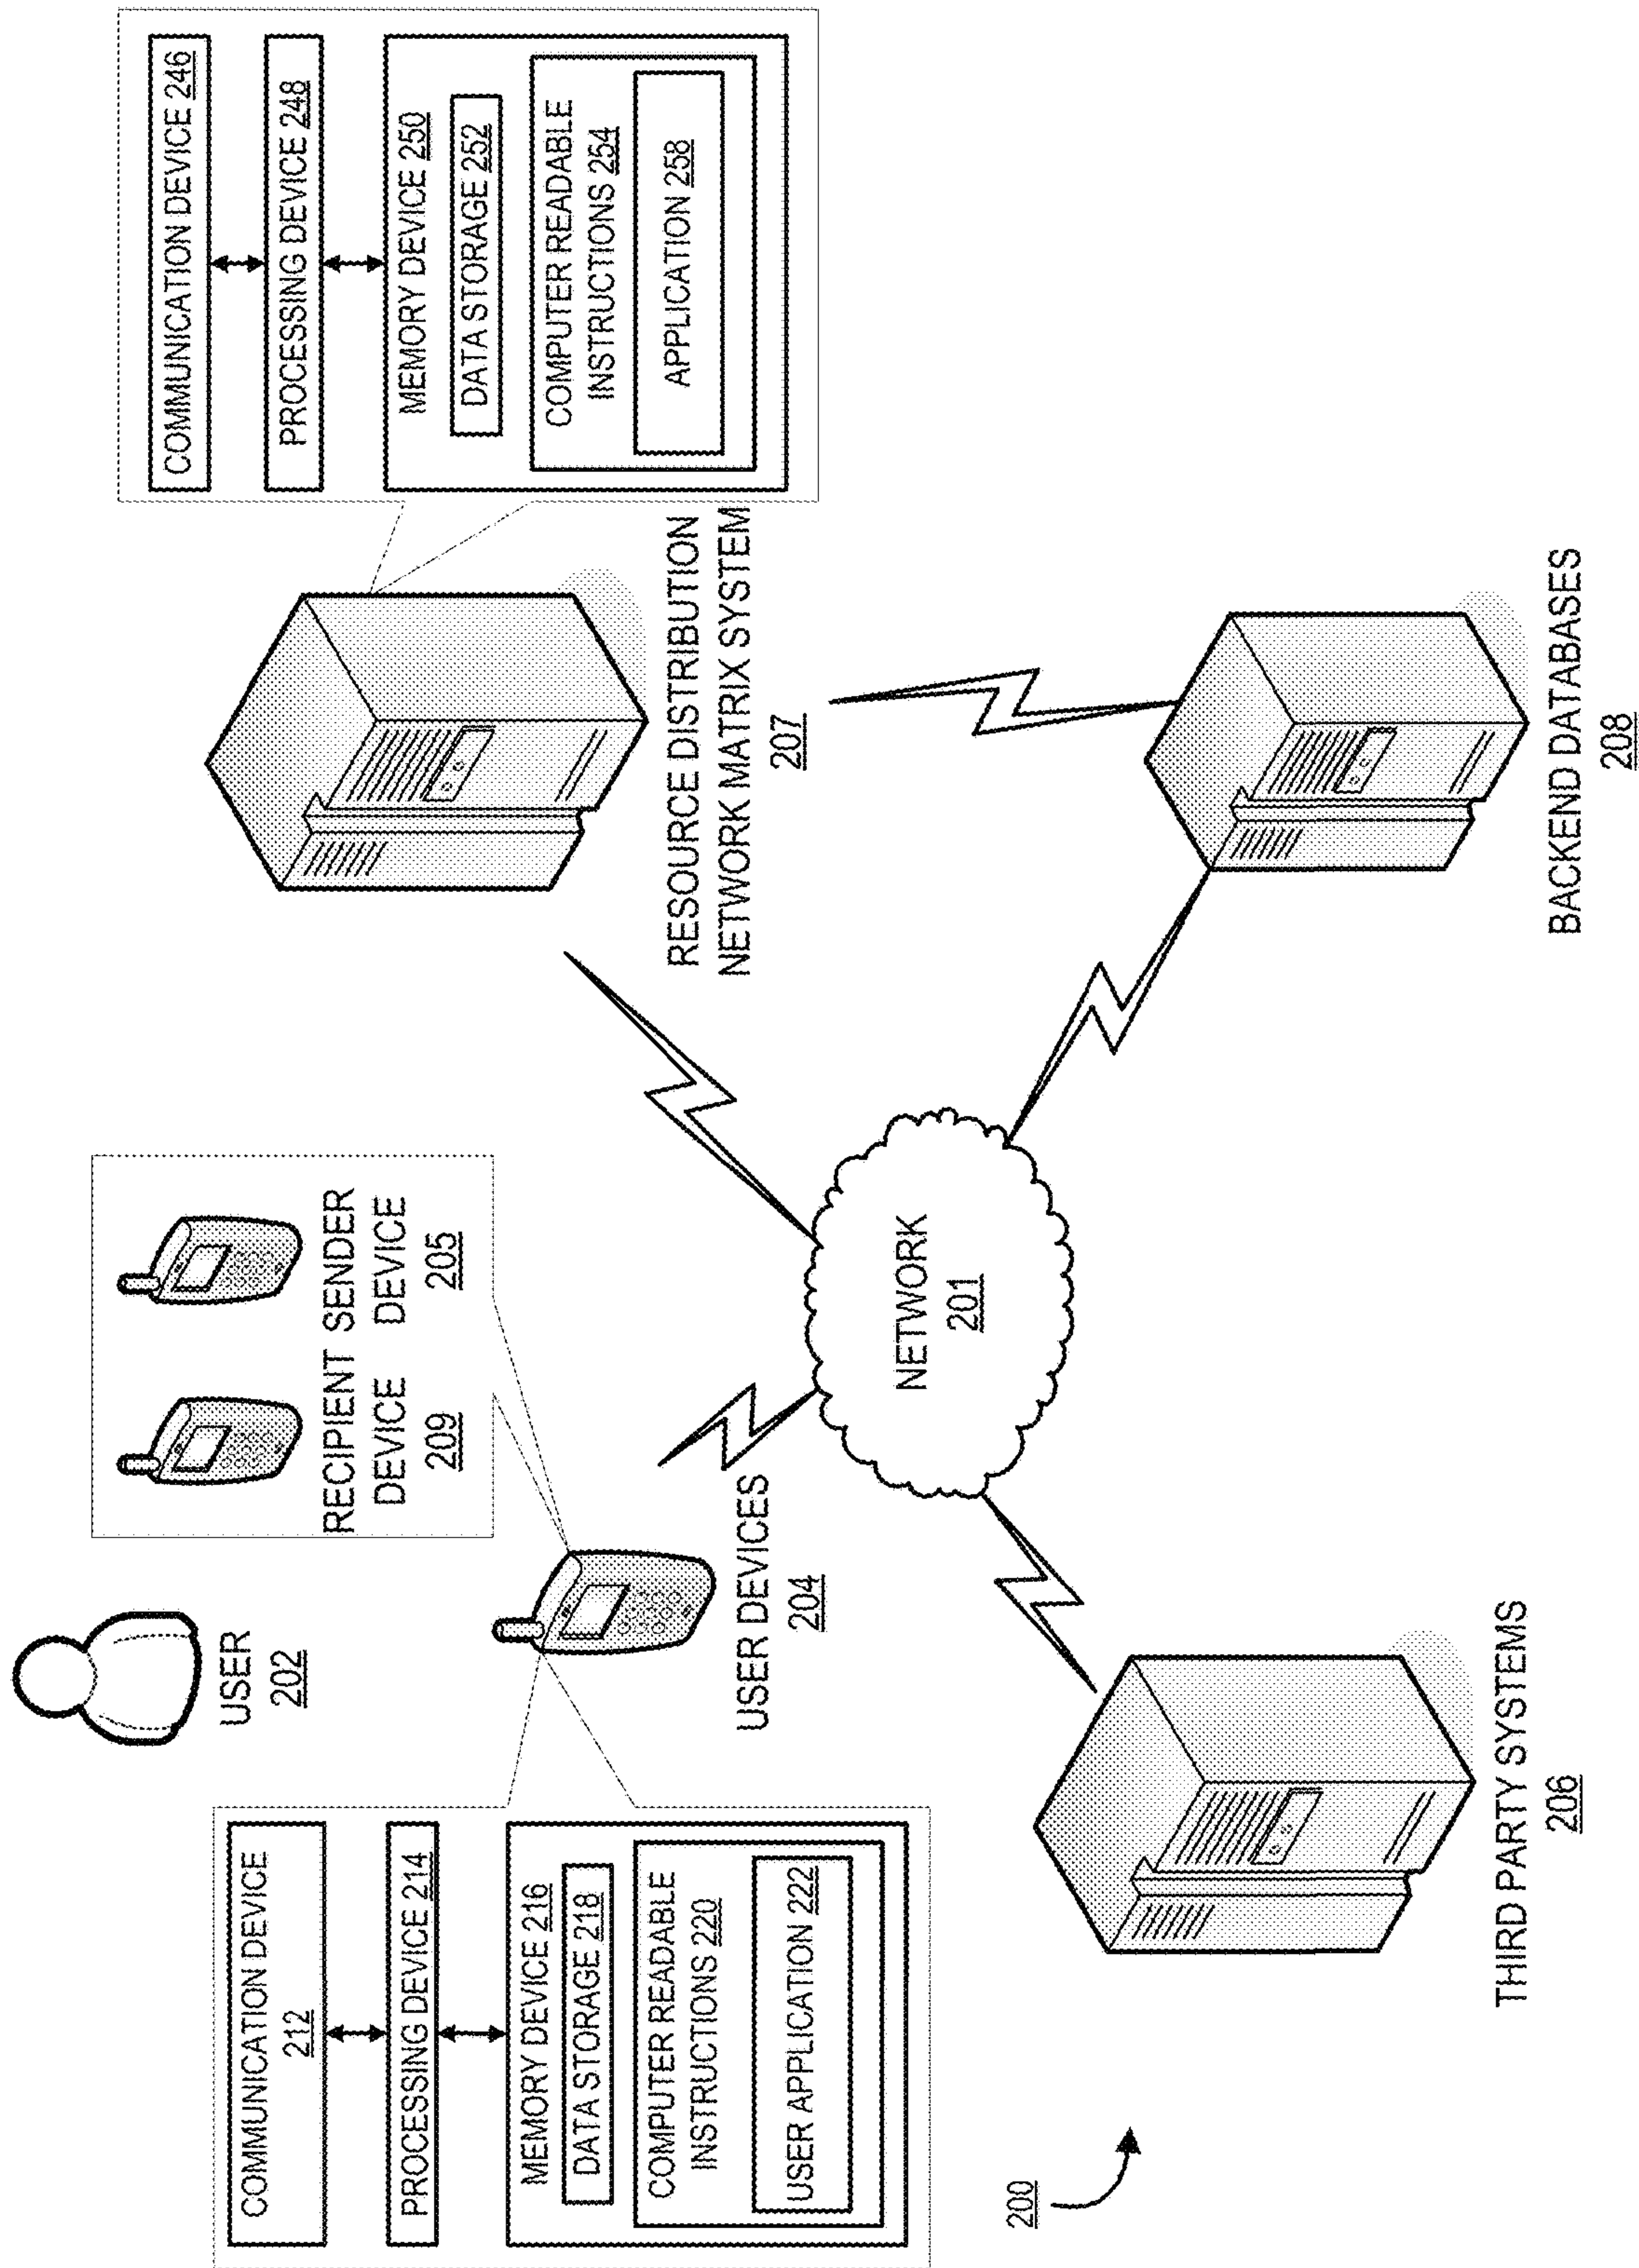 USER
202
COMMUNICATION DEVICE
212
PROCESSING DEVICE 214
MEMORY DEVICE 216
DATA STORAGE 218
COMPUTER READABLE
INSTRUCTIONS 220
USER APPLICATION 222
RECIPIENT SENDER
DEVICE DEVICE
209 205
USER DEVICES
204
COMMUNICATION DEVICE 246
PROCESSING DEVICE 248
MEMORY DEVICE 250
DATA STORAGE 252
COMPUTER READABLE
INSTRUCTIONS 254
APPLICATION 258
RESOURCE DISTRIBUTION
NETWORK MATRIX SYSTEM
207
NETWORK
201
200
THIRD PARTY SYSTEMS
206
BACKEND DATABASES
208